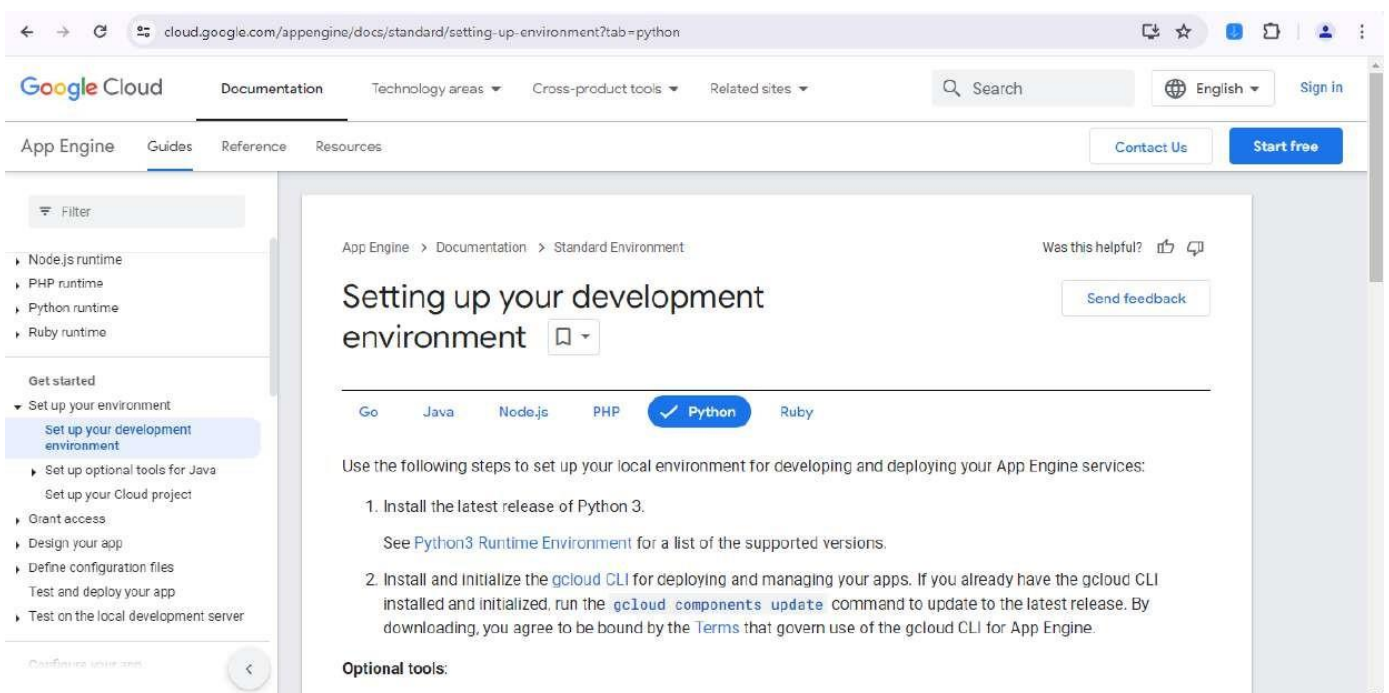 cloud.google.com/appengine/docs/standard/setting-up-environment?tab=python
Google Cloud
Documentation
Technology areas
Cross-product tools
Related sites
Search
English
Sign in
App Engine
Guides
Reference
Resources
Contact Us
Start free
Filter
Node.js runtime
PHP runtime
Python runtime
Ruby runtime
Get started
Set up your environment
Set up your development
environment
Set up optional tools for Java
Set up your Cloud project
Grant access
Design your app
Define configuration files
Test and deploy your app
Test on the local development server
Configure your app
App Engine > Documentation > Standard Environment
Was this helpful?
Setting up your development
environment
Send feedback
Go
Java
Node.js
PHP
Python
Ruby
Use the following steps to set up your local environment for developing and deploying your App Engine services:
1. Install the latest release of Python 3.
See Python3 Runtime Environment for a list of the supported versions.
2. Install and initialize the gcloud CLI for deploying and managing your apps. If you already have the gcloud CLI
installed and initialized, run the gcloud components update command to update to the latest release. By
downloading, you agree to be bound by the Terms that govern use of the gcloud CLI for App Engine.
Optional tools: